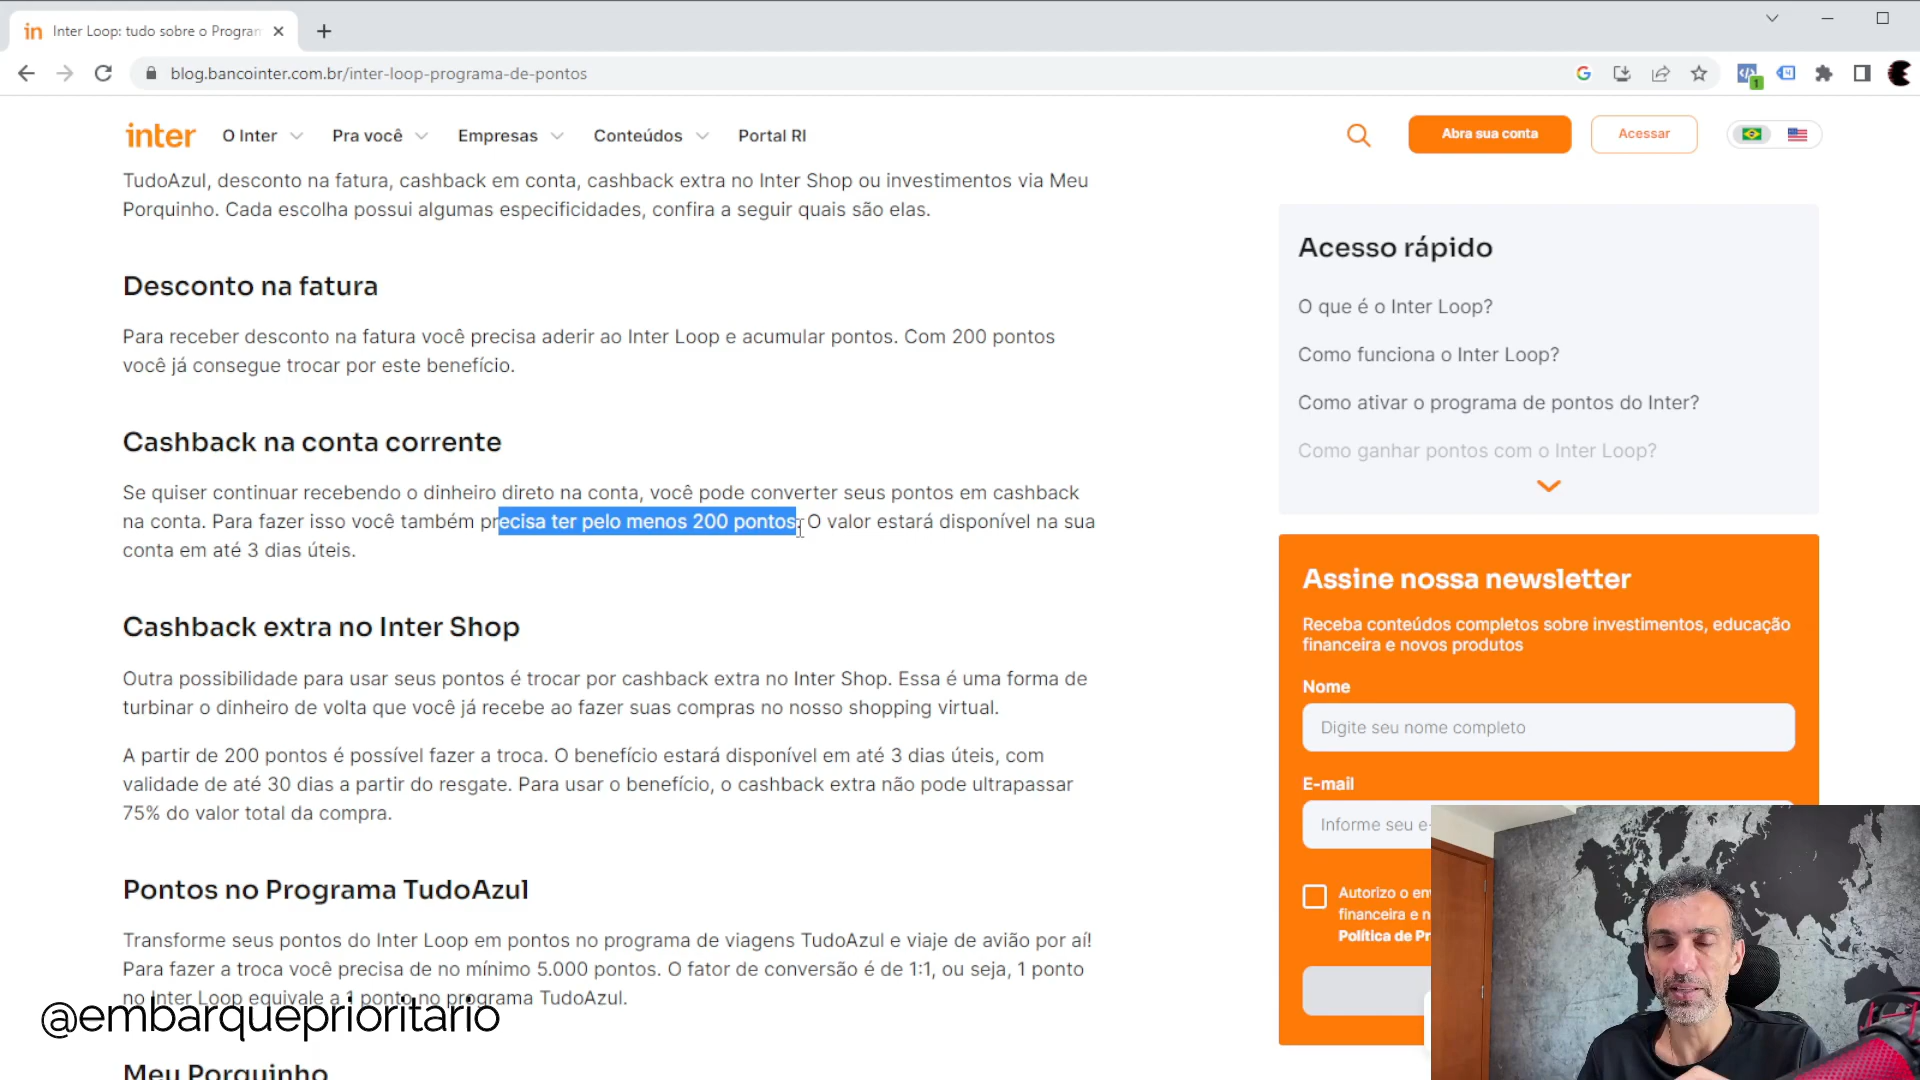 in Inter Loop: tudo sobre o Program
blog.bancointer.com.br/inter-loop-programa-de-pontos
1
inter
O Inter
Pra você
Empresas
Conteúdos
Portal RI
Abra sua conta
Acessar
TudoAzul, desconto na fatura, cashback em conta, cashback extra no Inter Shop ou investimentos via Meu
Porquinho. Cada escolha possui algumas especificidades, confira a seguir quais são elas.
Desconto na fatura
Para receber desconto na fatura você precisa aderir ao Inter Loop e acumular pontos. Com 200 pontos
você já consegue trocar por este benefício.
Cashback na conta corrente
Se quiser continuar recebendo o dinheiro direto na conta, você pode converter seus pontos em cashback
na conta. Para fazer isso você também precisa ter pelo menos 200 pontos. O valor estará disponível na sua
conta em até 3 dias úteis.
Cashback extra no Inter Shop
Outra possibilidade para usar seus pontos é trocar por cashback extra no Inter Shop. Essa é uma forma de
turbinar o dinheiro de volta que você já recebe ao fazer suas compras no nosso shopping virtual.
A partir de 200 pontos é possível fazer a troca. O benefício estará disponível em até 3 dias úteis, com
validade de até 30 dias a partir do resgate. Para usar o benefício, o cashback extra não pode ultrapassar
75% do valor total da compra.
Pontos no Programa TudoAzul
Transforme seus pontos do Inter Loop em pontos no programa de viagens TudoAzul e viaje de avião por aí!
Para fazer a troca você precisa de no mínimo 5.000 pontos. O fator de conversão é de 1:1, ou seja, 1 ponto
no Inter Loop equivale a 1 ponto no programa TudoAzul.
@embarqueprioritario
Meu Porquinho
Acesso rápido
O que é o Inter Loop?
Como funciona o Inter Loop?
Como ativar o programa de pontos do Inter?
Como ganhar pontos com o Inter Loop?
Assine nossa newsletter
Receba conteúdos completos sobre investimentos, educação
financeira e novos produtos
Nome
Digite seu nome completo
E-mail
Informe seu e-
Autorizo o en
financeira e n
Política de Pr